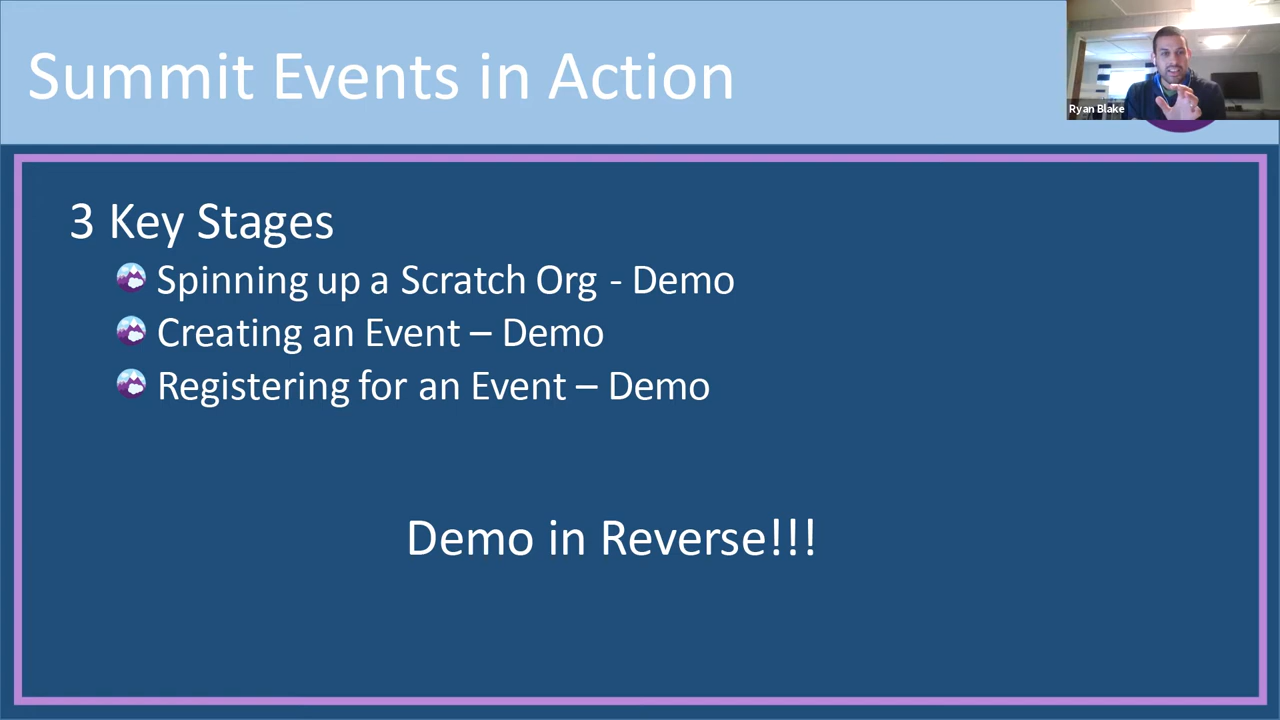 Summit Events in Action
Ryan Blake
3 Key Stages
Spinning up a Scratch Org - Demo
Creating an Event – Demo
Registering for an Event – Demo
Demo in Reverse!!!